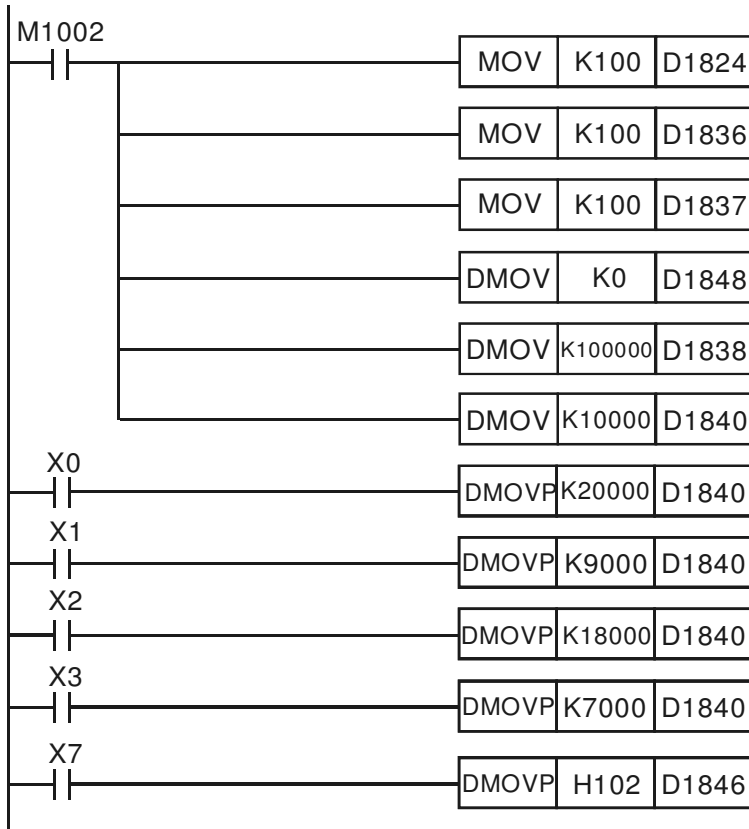 M1002
MOV K100 D1824
MOV K100 D1836
MOV K100 D1837
DMOV K0 D1848
DMOV K100000 D1838
DMOV K10000 D1840
X0
DMOVP K20000 D1840
X1
DMOVP K9000 D1840
X2
DMOVP K18000 D1840
X3
DMOVP K7000 D1840
X7
DMOVP H102 D1846